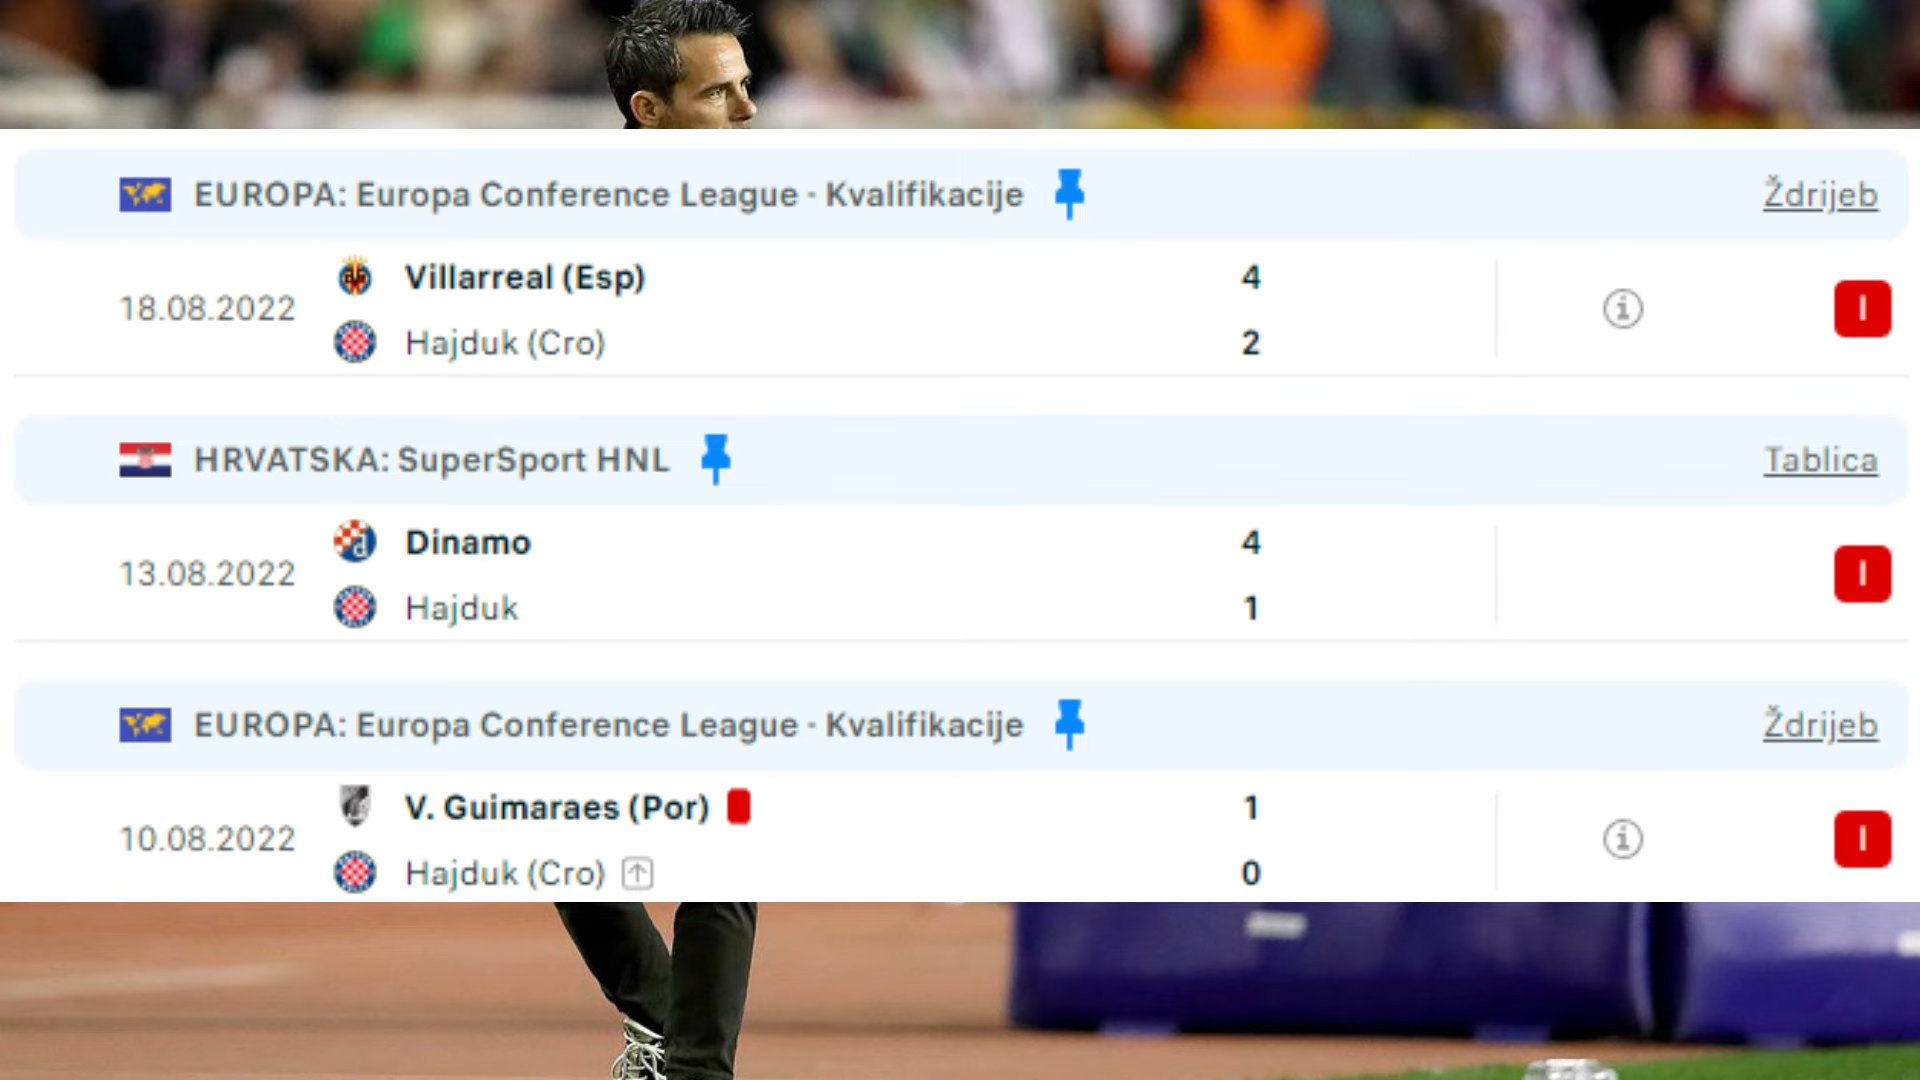 EUROPA: Europa Conference League - Kvalifikacije Ždrijeb
18.08.2022
Villarreal (Esp) 4
Hajduk (Cro) 2
I
HRVATSKA: SuperSport HNL Tablica
13.08.2022
Dinamo 4
Hajduk 1
I
EUROPA: Europa Conference League - Kvalifikacije Ždrijeb
10.08.2022
V. Guimaraes (Por) 1
Hajduk (Cro) 0
I